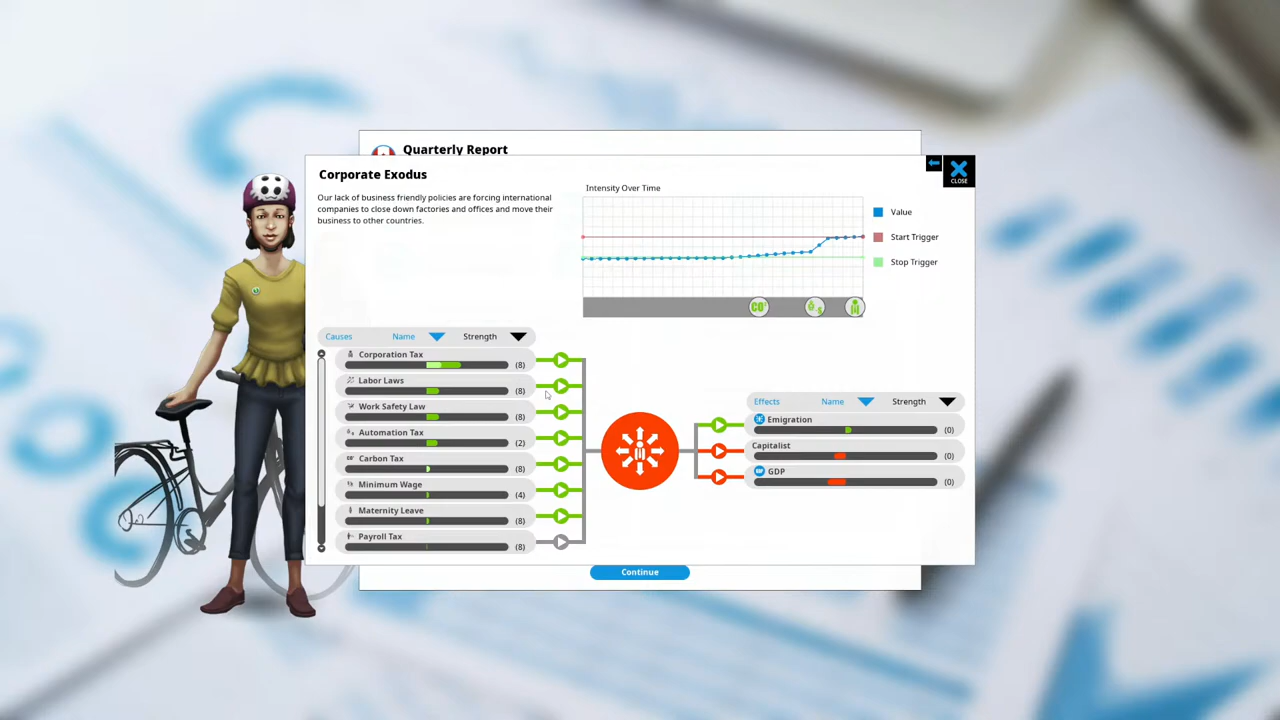 Quarterly Report
Corporate Exodus
CLOSE
Our lack of business friendly policies are forcing international
companies to close down factories and offices and move their
business to other countries.
Intensity Over Time
Value
Start Trigger
Stop Trigger
CO²
Causes Name Strength
Corporation Tax
(8)
Labor Laws
(8)
Work Safety Law
(8)
Automation Tax
(2)
Carbon Tax
(8)
Minimum Wage
(4)
Maternity Leave
(8)
Payroll Tax
(8)
Effects Name Strength
Emigration
(0)
Capitalist
(0)
GDP
(0)
Continue